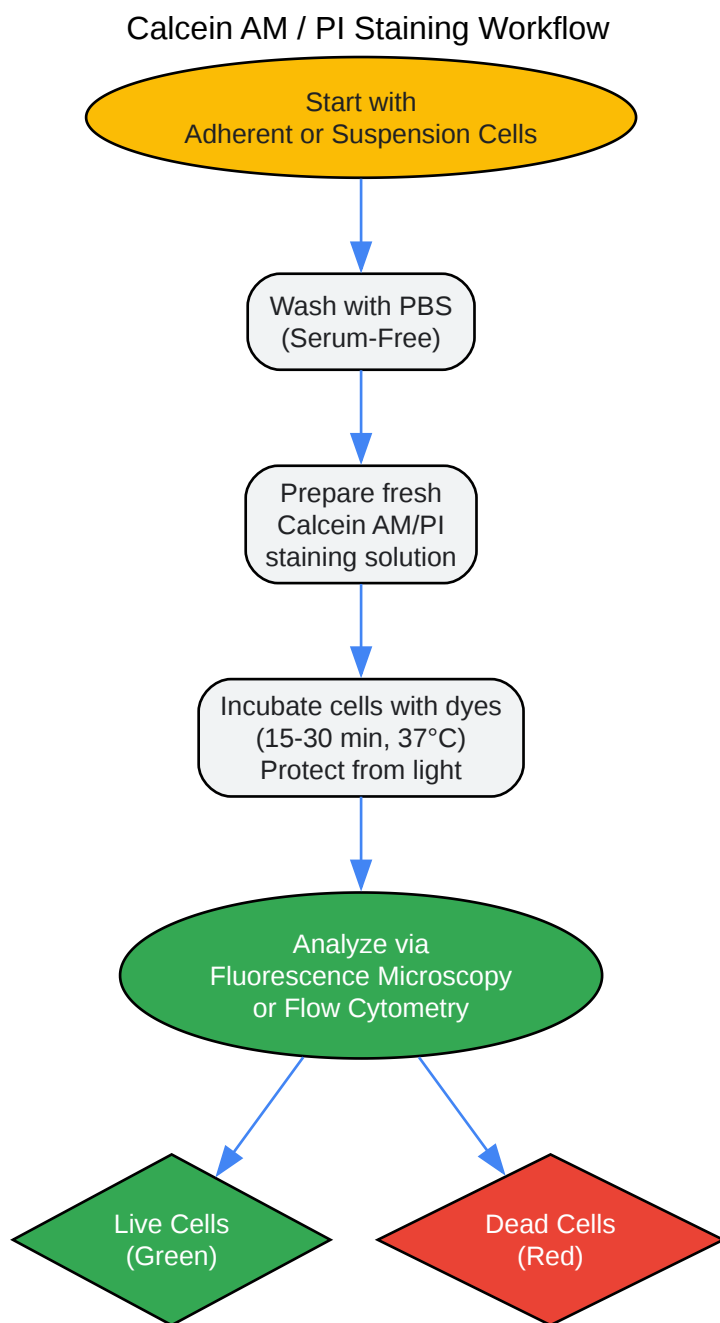 Calcein AM / PI Staining Workflow
Start with
Adherent or Suspension Cells
Wash with PBS
(Serum-Free)
Prepare fresh
Calcein AM/PI
staining solution
Incubate cells with dyes
(15-30 min, 37°C)
Protect from light
Analyze via
Fluorescence Microscopy
or Flow Cytometry
Live Cells
(Green)
Dead Cells
(Red)